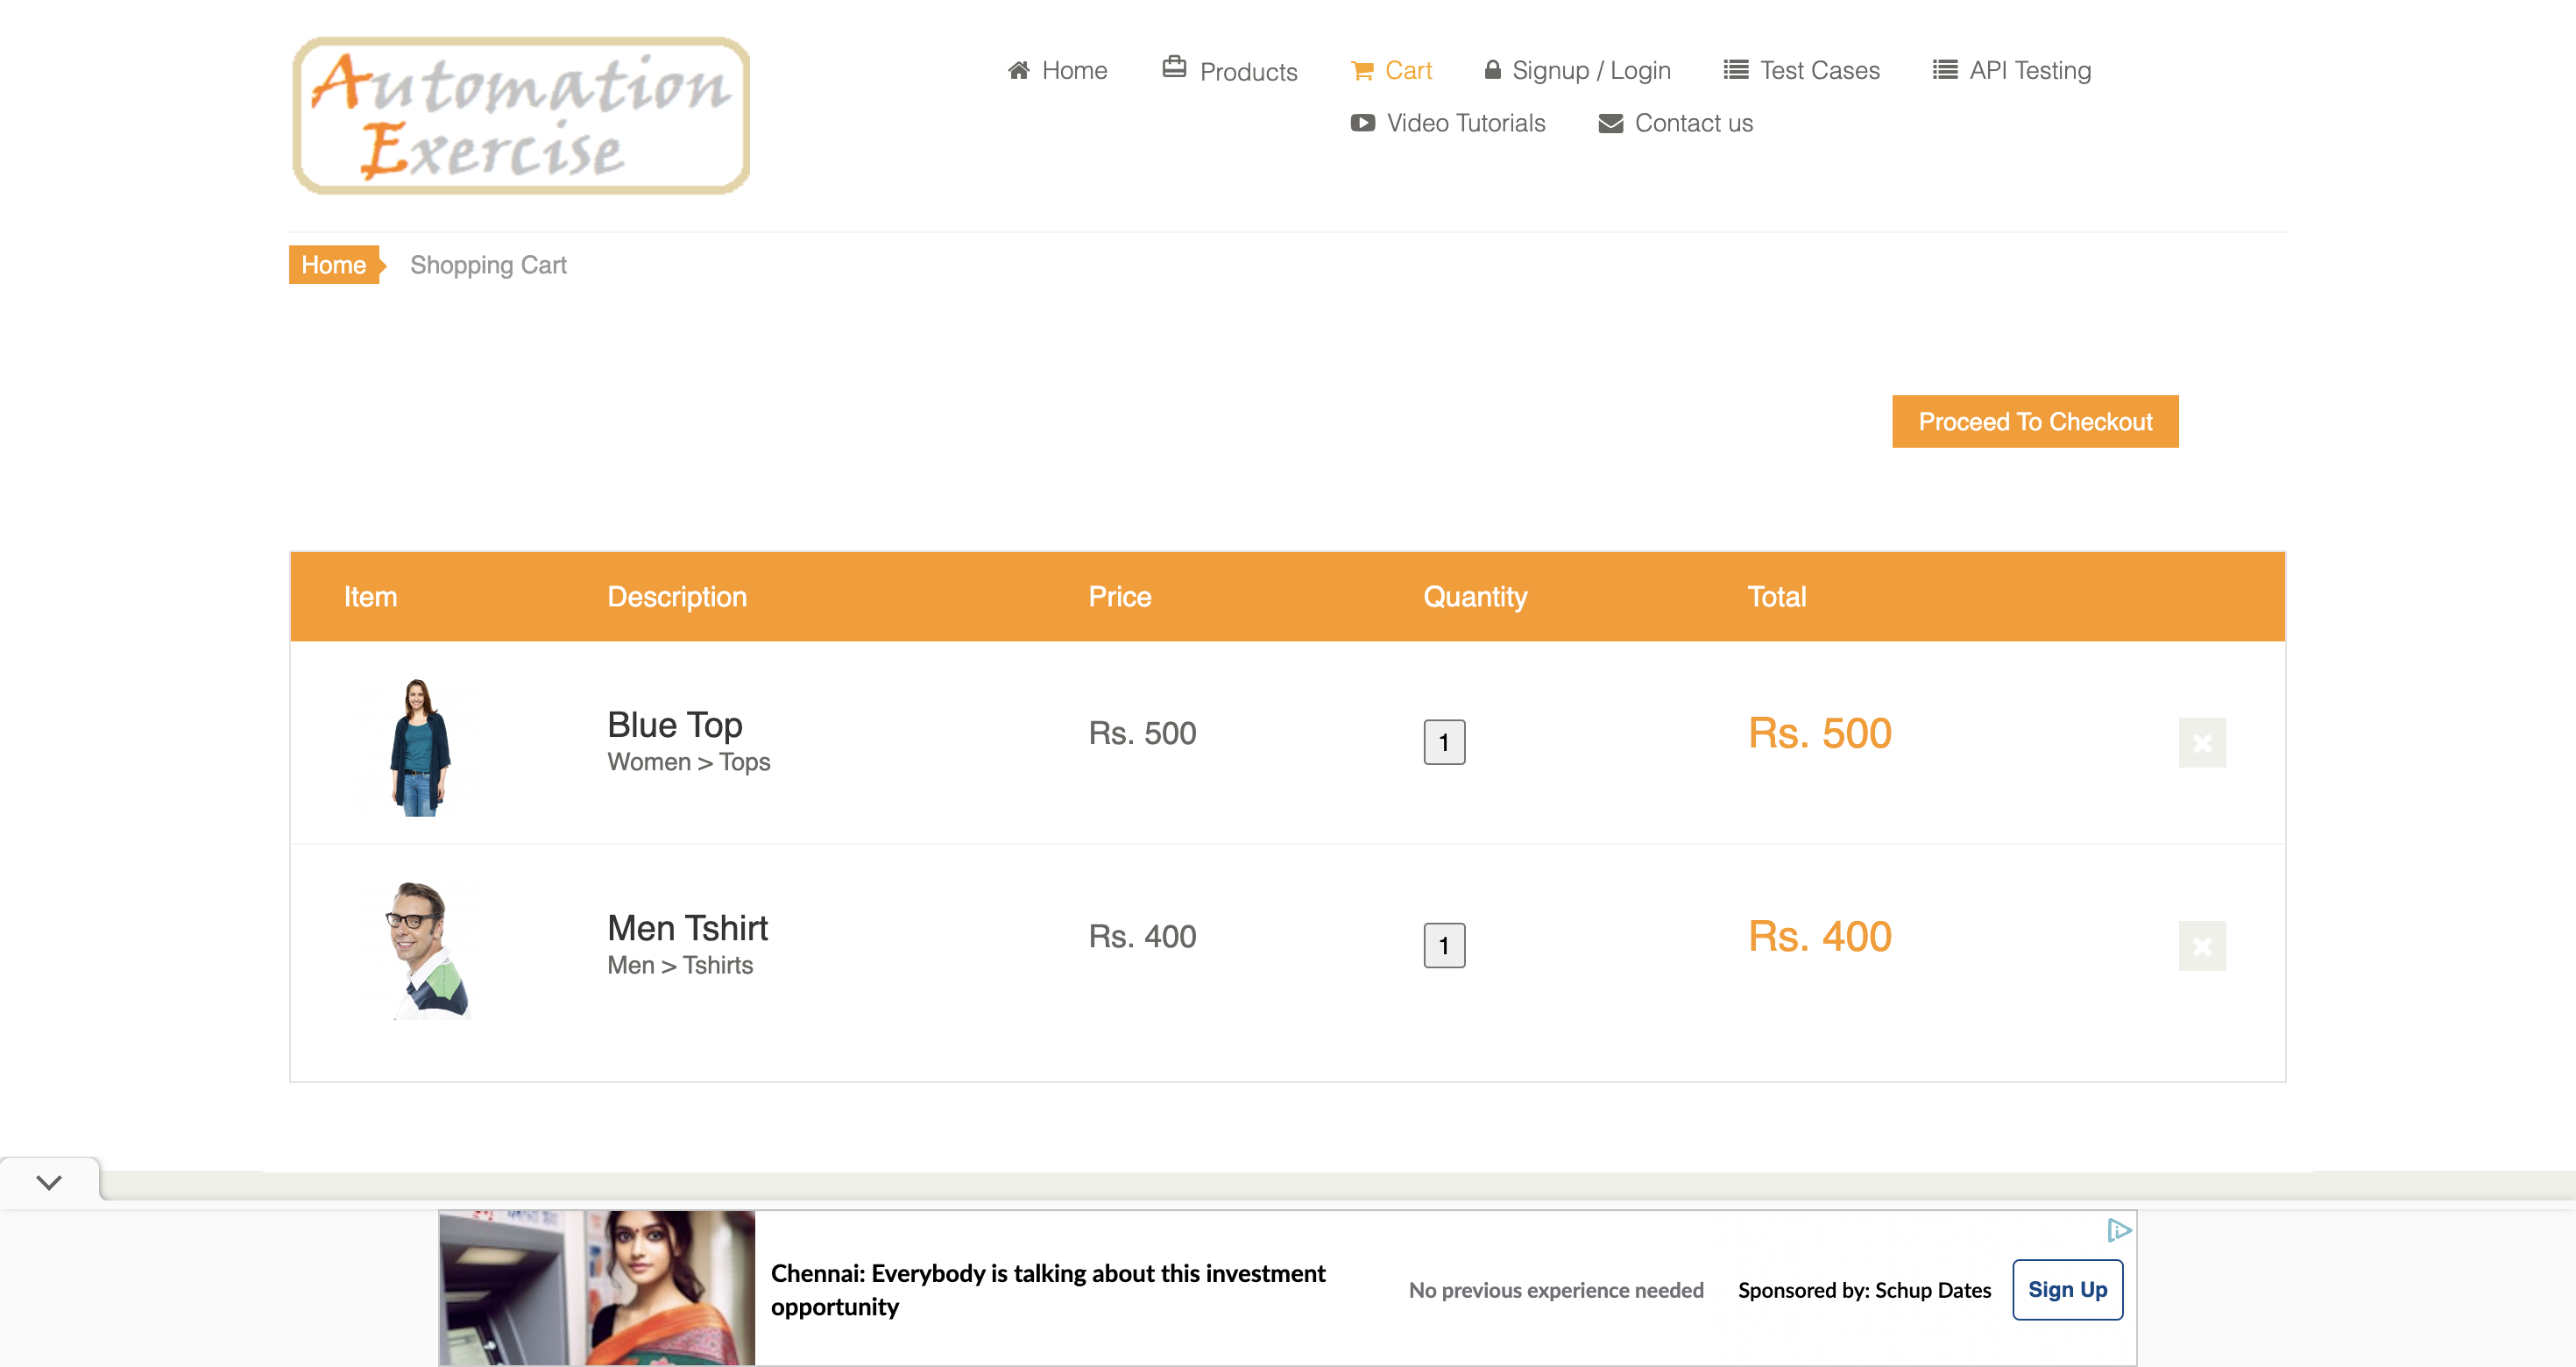 Automation
Exercise
Home Products Cart Signup / Login Test Cases API Testing
Video Tutorials Contact us
Home Shopping Cart
Proceed To Checkout
Item Description Price Quantity Total
Blue Top
Women > Tops
Rs. 500 1 Rs. 500
Men Tshirt
Men > Tshirts
Rs. 400 1 Rs. 400
Chennai: Everybody is talking about this investment
opportunity
No previous experience needed
Sponsored by: Schup Dates
Sign Up